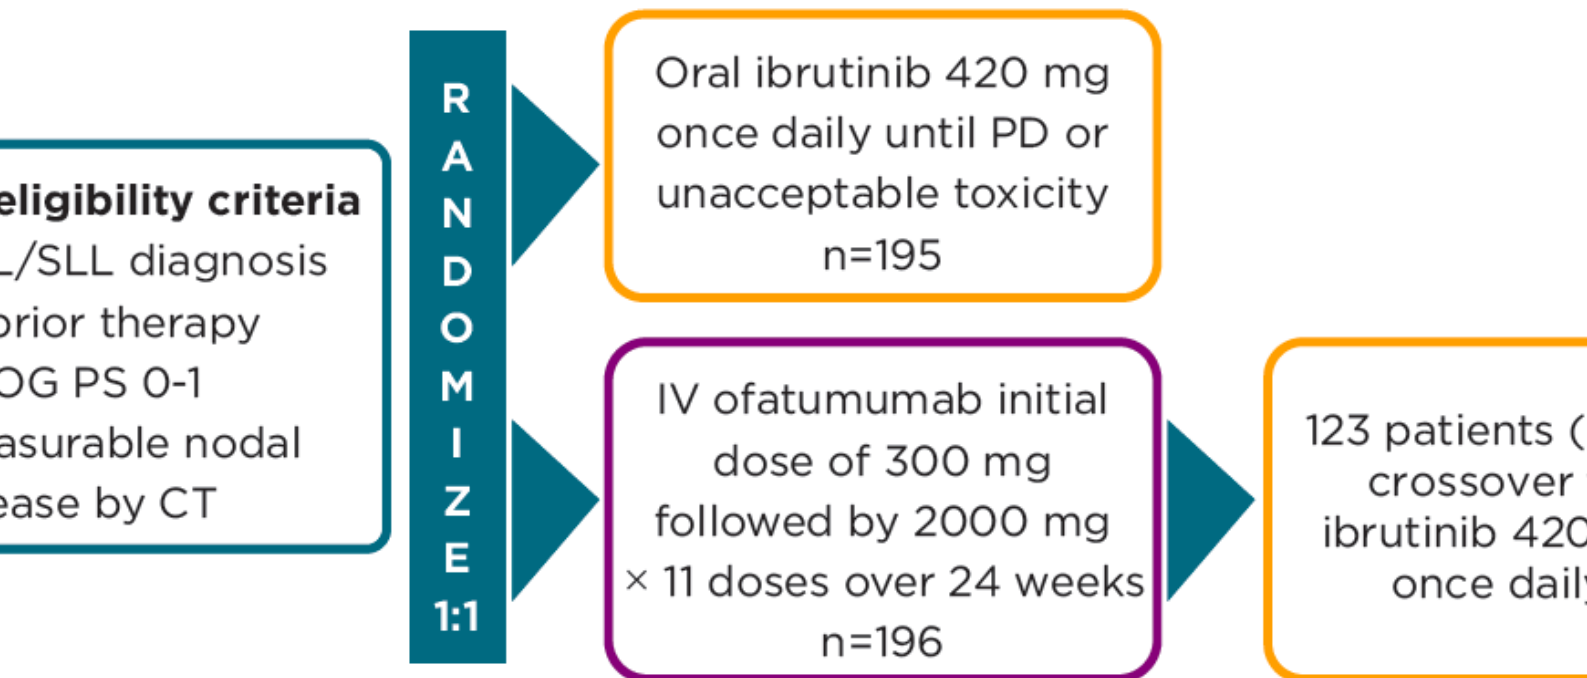 eligibility criteria
L/SLL diagnosis
prior therapy
OG PS 0-1
asurable nodal
ease by CT
R
A
N
D
O
M
I
Z
E
1:1
Oral ibrutinib 420 mg
once daily until PD or
unacceptable toxicity
n=195
IV ofatumumab initial
dose of 300 mg
followed by 2000 mg
× 11 doses over 24 weeks
n=196
123 patients (
crossover
ibrutinib 420
once daily